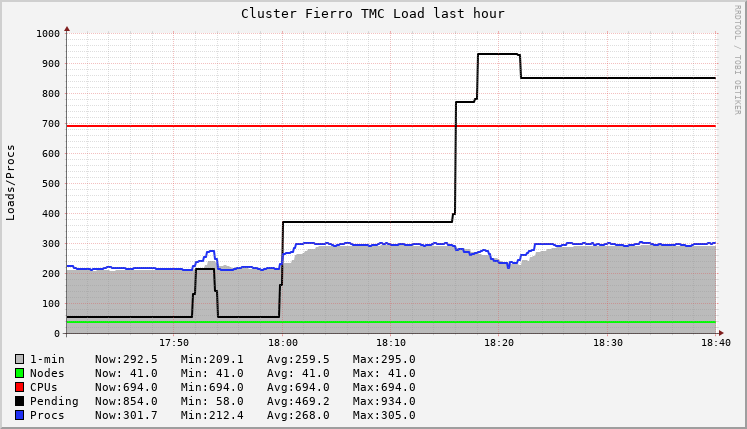 Cluster Fierro TMC Load last hour
RRDTOOL / TOBI OETIKER
Loads/Procs
1000
900
800
700
600
500
400
300
200
100
0
17:50 18:00 18:10 18:20 18:30 18:40
1-min Now:292.5 Min:209.1 Avg:259.5 Max:295.0
Nodes Now: 41.0 Min: 41.0 Avg: 41.0 Max: 41.0
CPUs Now:694.0 Min:694.0 Avg:694.0 Max:694.0
Pending Now:854.0 Min: 58.0 Avg:469.2 Max:934.0
Procs Now:301.7 Min:212.4 Avg:268.0 Max:305.0